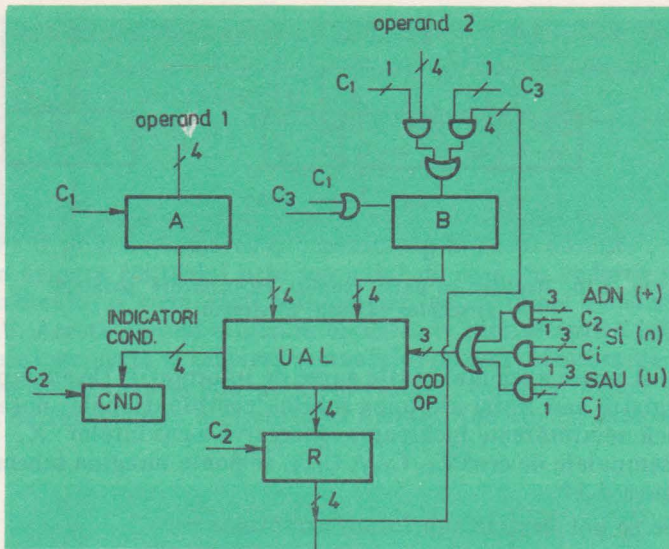 operand 2
1
4
1
C1
C3
4
operand 1
4
C1
A
C1
C3
B
4
4
INDICATORI
COND.
4
UAL
3
COD
OP
3
ADN (+)
1
C2
3
Si (∩)
Ci
1
3
SAU (∪)
1
Cj
C2
CND
4
C2
R
4